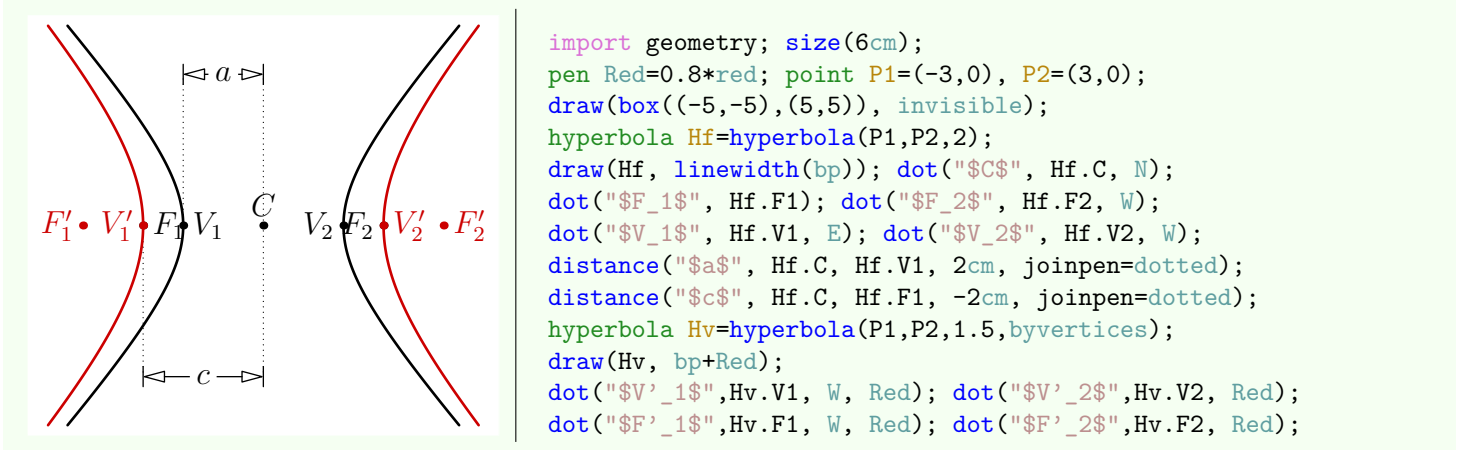 a
C
F′1 V′1 F1 V1 V2 F2 V′2 F′2
c
import geometry; size(6cm);
pen Red=0.8*red; point P1=(-3,0), P2=(3,0);
draw(box((-5,-5),(5,5)), invisible);
hyperbola Hf=hyperbola(P1,P2,2);
draw(Hf, linewidth(bp)); dot("$C$", Hf.C, N);
dot("$F_1$", Hf.F1); dot("$F_2$", Hf.F2, W);
dot("$V_1$", Hf.V1, E); dot("$V_2$", Hf.V2, W);
distance("$a$", Hf.C, Hf.V1, 2cm, joinpen=dotted);
distance("$c$", Hf.C, Hf.F1, -2cm, joinpen=dotted);
hyperbola Hv=hyperbola(P1,P2,1.5,byvertices);
draw(Hv, bp+Red);
dot("$V'_1$",Hv.V1, W, Red); dot("$V'_2$",Hv.V2, Red);
dot("$F'_1$",Hv.F1, W, Red); dot("$F'_2$",Hv.F2, Red);